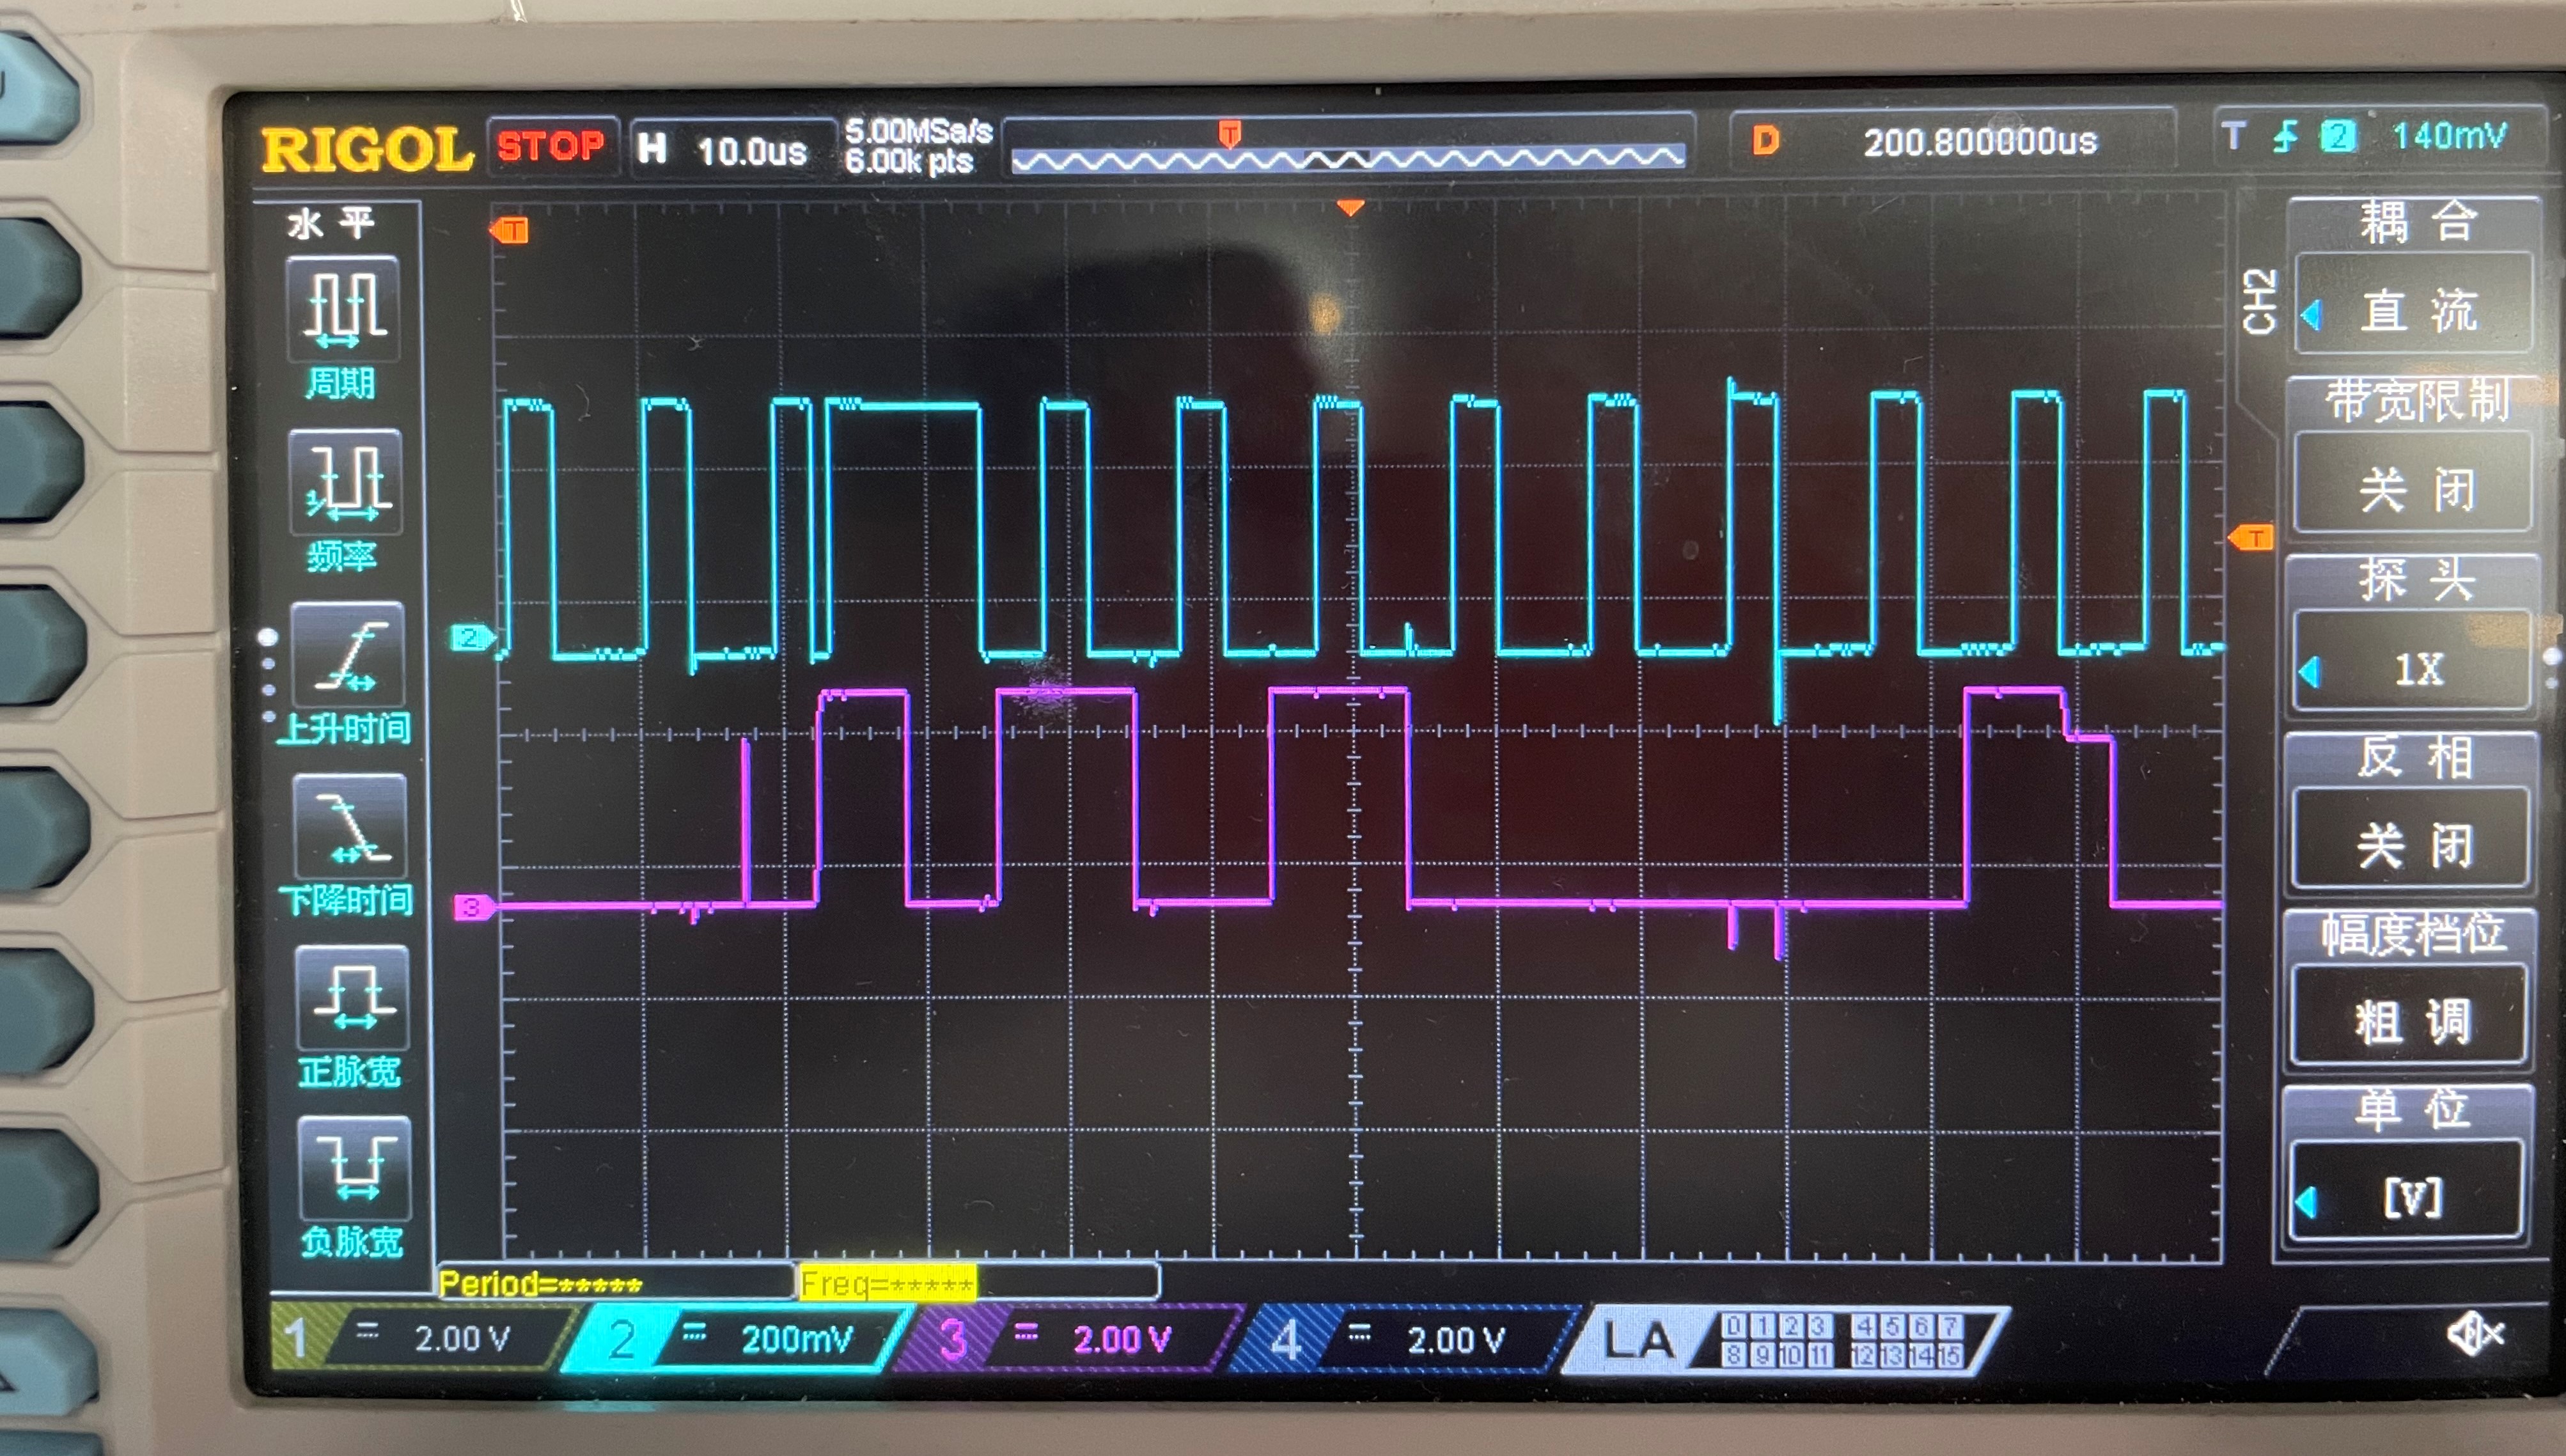 RIGOL STOP H 10.0us 5.00MSa/s D 200.800000us T 2 140mV
6.00k pts
T
水平
周期
频率
上升时间
下降时间
正脉宽
负脉宽
T
2
3
T
CH2
耦合
直流
带宽限制
关闭
探头
1X
反相
关闭
幅度档位
粗调
单位
[V]
Period=***** Freq=*****
1 2.00 V 2 200mV 3 2.00 V 4 2.00 V LA 0 1 2 3 4 5 6 7
8 9 10 11 12 13 14 15